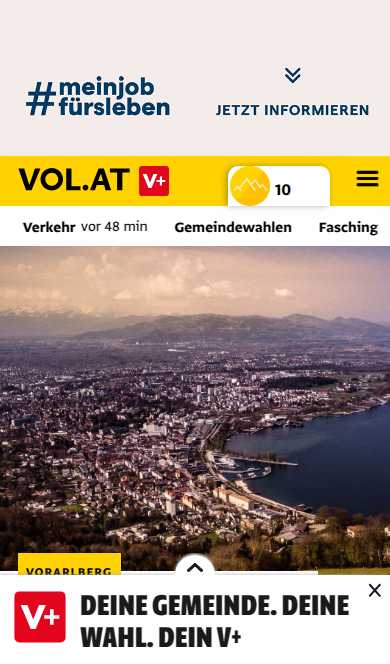 #meinjob
fürsleben
JETZT INFORMIEREN
VOL.AT V+
10
Verkehr vor 48 min Gemeindewahlen Fasching
VORARLBERG
V+
DEINE GEMEINDE. DEINE
WAHL. DEIN V+